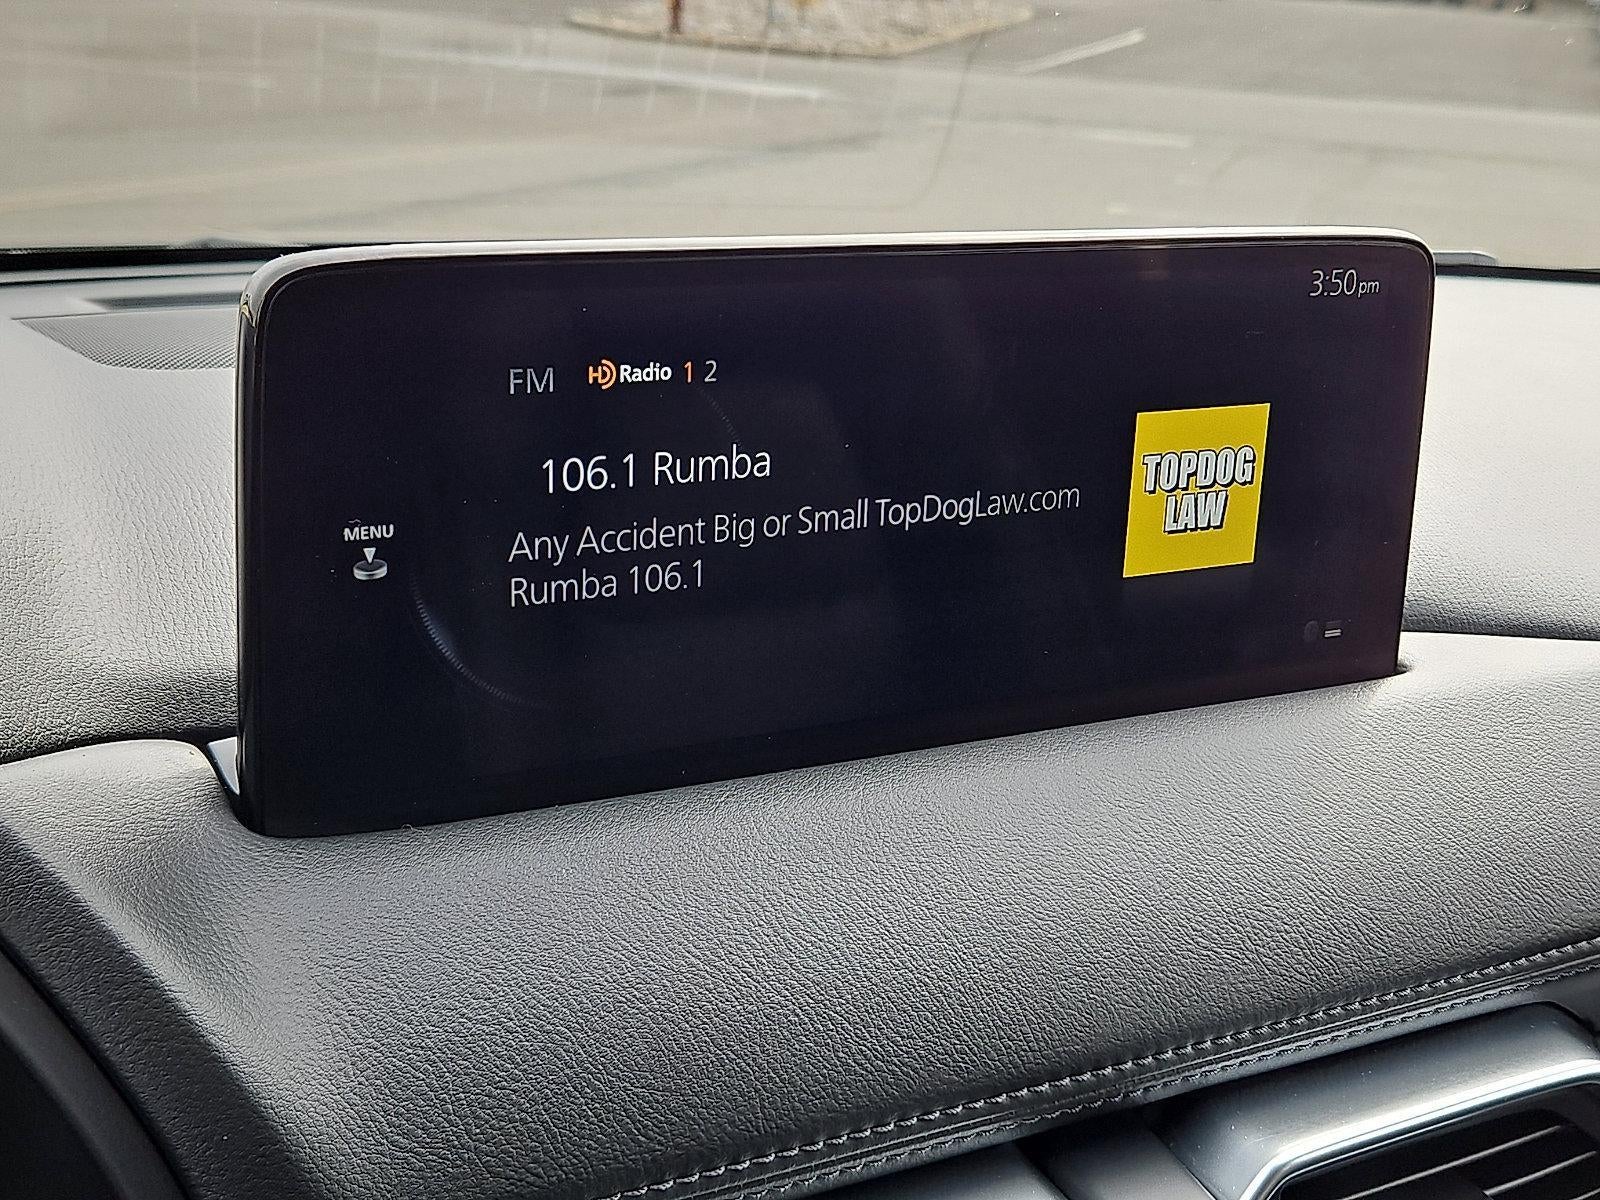 3:50pm
FM HD Radio 1 2
106.1 Rumba
Any Accident Big or Small TopDogLaw.com
Rumba 106.1
MENU
TOPDOG
LAW